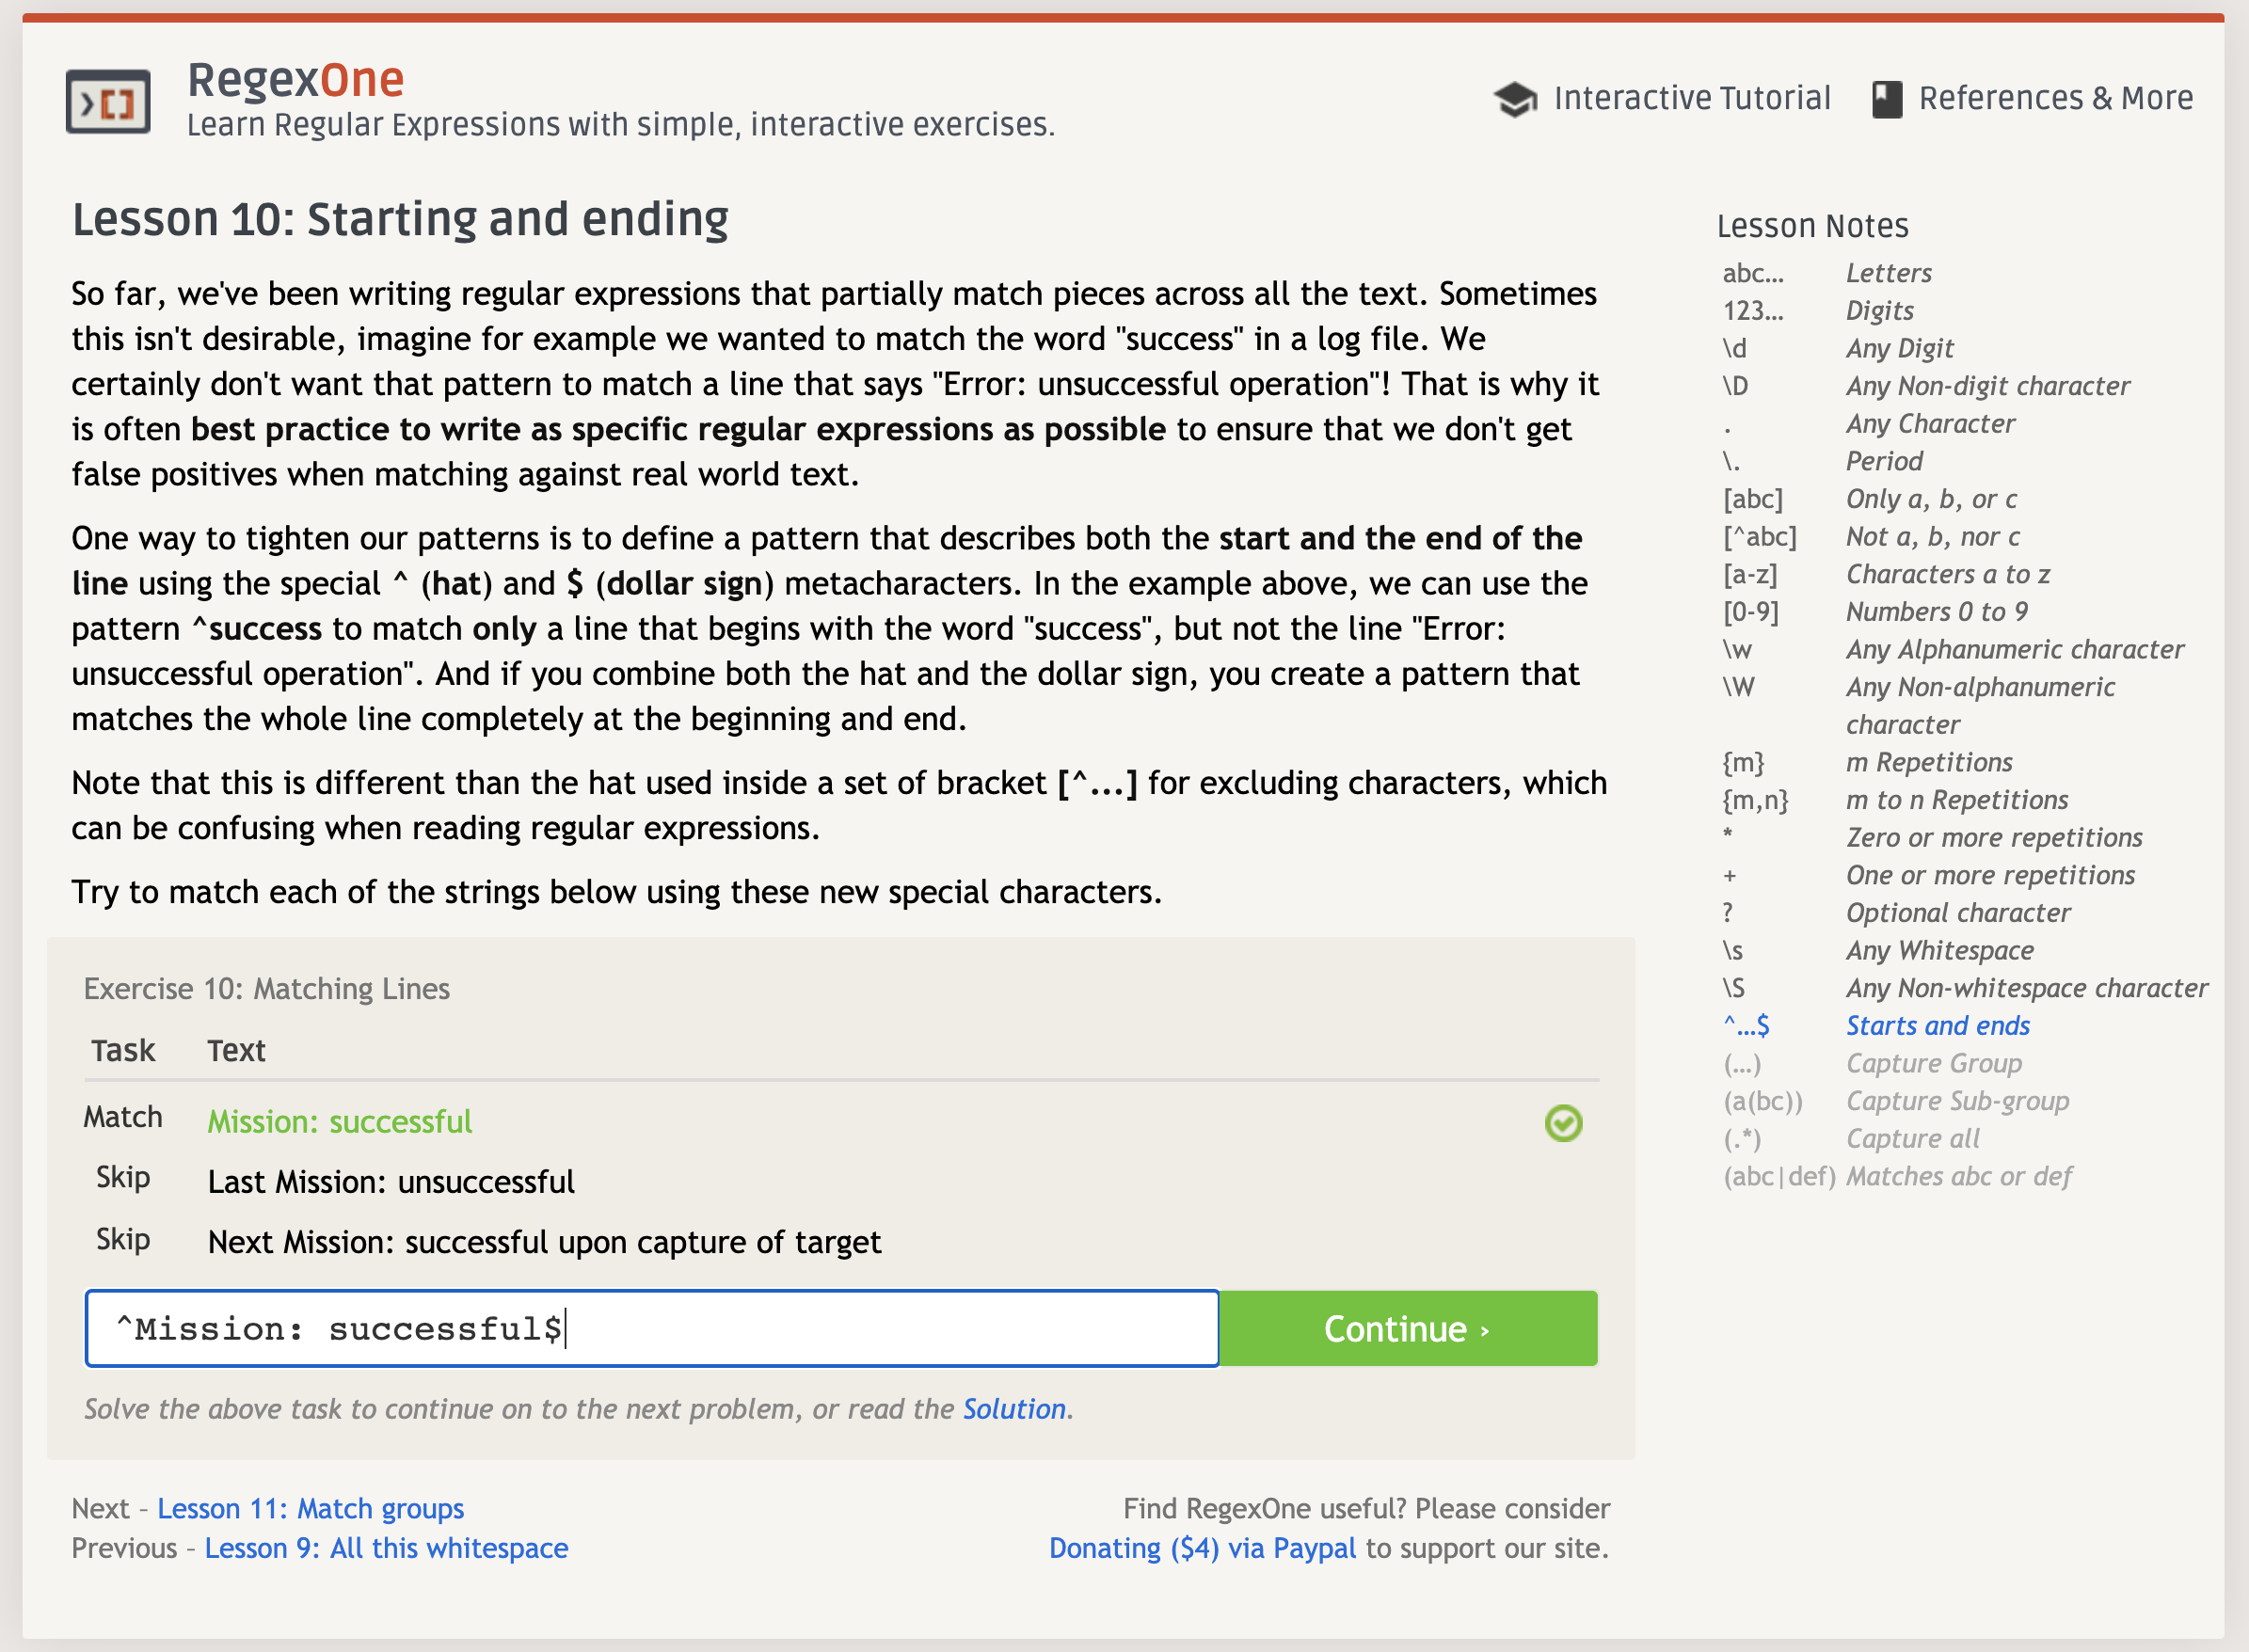 RegexOne
Learn Regular Expressions with simple, interactive exercises.
Interactive Tutorial
References & More
Lesson 10: Starting and ending
So far, we've been writing regular expressions that partially match pieces across all the text. Sometimes
this isn't desirable, imagine for example we wanted to match the word "success" in a log file. We
certainly don't want that pattern to match a line that says "Error: unsuccessful operation"! That is why it
is often best practice to write as specific regular expressions as possible to ensure that we don't get
false positives when matching against real world text.
One way to tighten our patterns is to define a pattern that describes both the start and the end of the
line using the special ^ (hat) and $ (dollar sign) metacharacters. In the example above, we can use the
pattern ^success to match only a line that begins with the word "success", but not the line "Error:
unsuccessful operation". And if you combine both the hat and the dollar sign, you create a pattern that
matches the whole line completely at the beginning and end.
Note that this is different than the hat used inside a set of bracket [^...] for excluding characters, which
can be confusing when reading regular expressions.
Try to match each of the strings below using these new special characters.
Exercise 10: Matching Lines
Task Text
Match Mission: successful
Skip Last Mission: unsuccessful
Skip Next Mission: successful upon capture of target
^Mission: successful$
Continue ›
Solve the above task to continue on to the next problem, or read the Solution.
Next – Lesson 11: Match groups
Previous – Lesson 9: All this whitespace
Find RegexOne useful? Please consider
Donating ($4) via Paypal to support our site.
Lesson Notes
abc… Letters
123… Digits
\d Any Digit
\D Any Non-digit character
. Any Character
\. Period
[abc] Only a, b, or c
[^abc] Not a, b, nor c
[a-z] Characters a to z
[0-9] Numbers 0 to 9
\w Any Alphanumeric character
\W Any Non-alphanumeric
character
{m} m Repetitions
{m,n} m to n Repetitions
* Zero or more repetitions
+ One or more repetitions
? Optional character
\s Any Whitespace
\S Any Non-whitespace character
^…$ Starts and ends
(…) Capture Group
(a(bc)) Capture Sub-group
(.*) Capture all
(abc|def) Matches abc or def